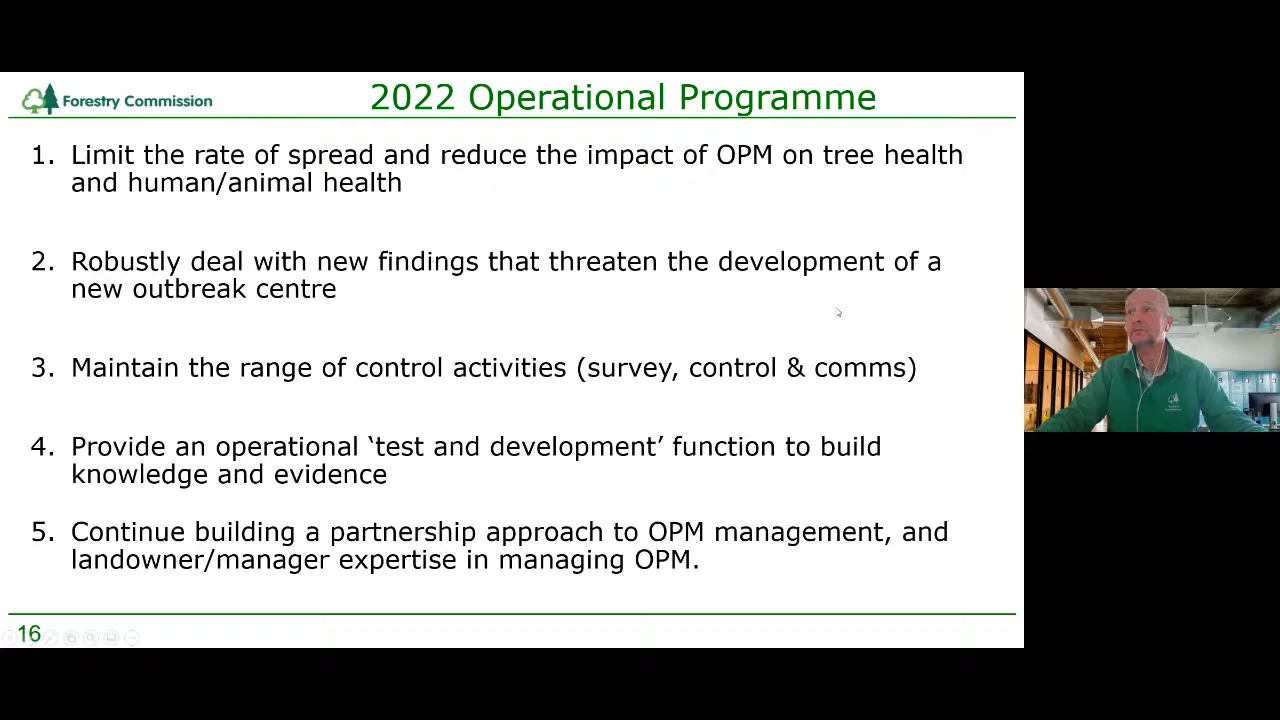 Forestry Commission
2022 Operational Programme
1. Limit the rate of spread and reduce the impact of OPM on tree health
and human/animal health
2. Robustly deal with new findings that threaten the development of a
new outbreak centre
3. Maintain the range of control activities (survey, control & comms)
4. Provide an operational ‘test and development’ function to build
knowledge and evidence
5. Continue building a partnership approach to OPM management, and
landowner/manager expertise in managing OPM.
16